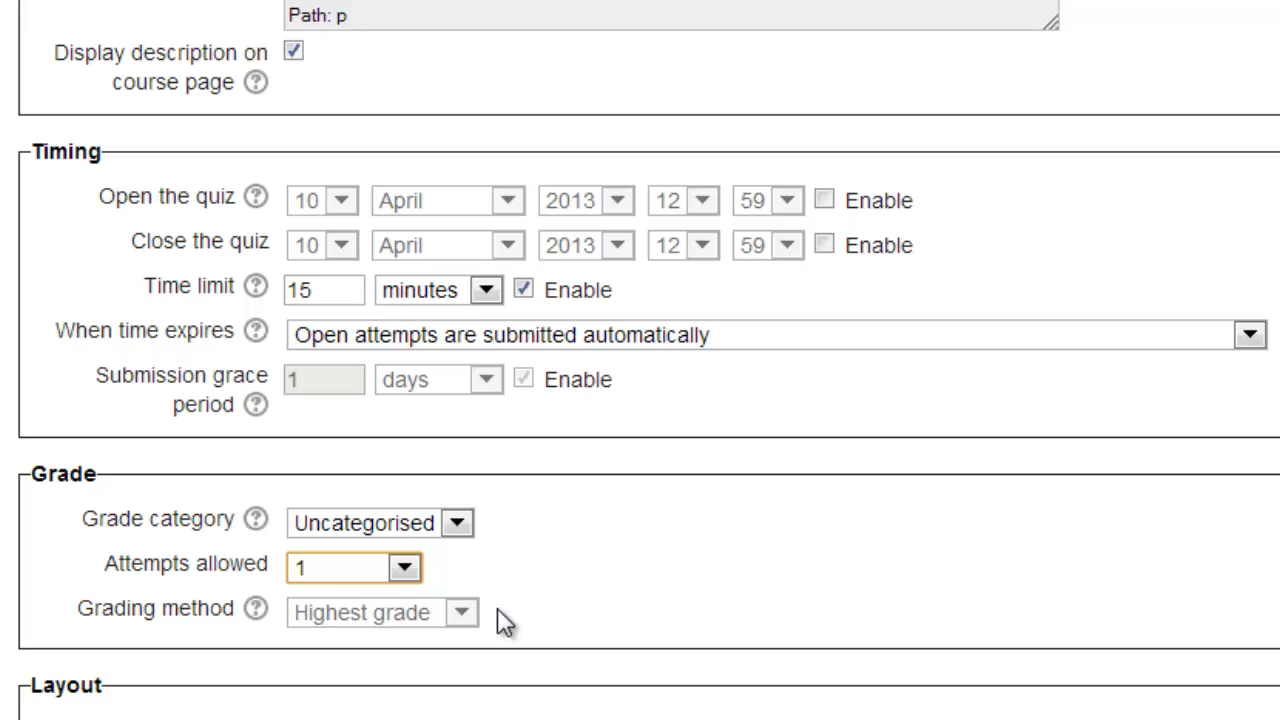 Path: p
Display description on
course page
Timing
Open the quiz 10 April 2013 12 59 Enable
Close the quiz 10 April 2013 12 59 Enable
Time limit 15 minutes Enable
When time expires Open attempts are submitted automatically
Submission grace 1 days Enable
period
Grade
Grade category Uncategorised
Attempts allowed 1
Grading method Highest grade
Layout